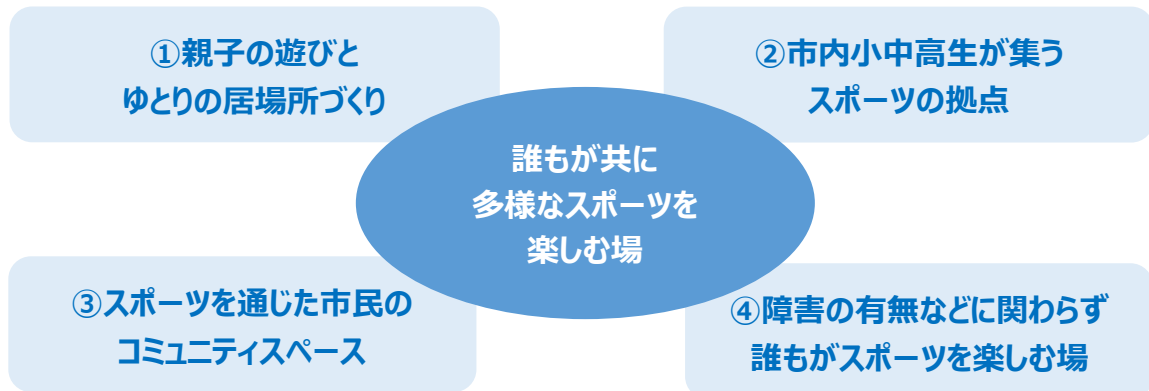 ①親子の遊びと
ゆとりの居場所づくり
②市内小中高生が集う
スポーツの拠点
誰もが共に
多様なスポーツを
楽しむ場
③スポーツを通じた市民の
コミュニティスペース
④障害の有無などに関わらず
誰もがスポーツを楽しむ場